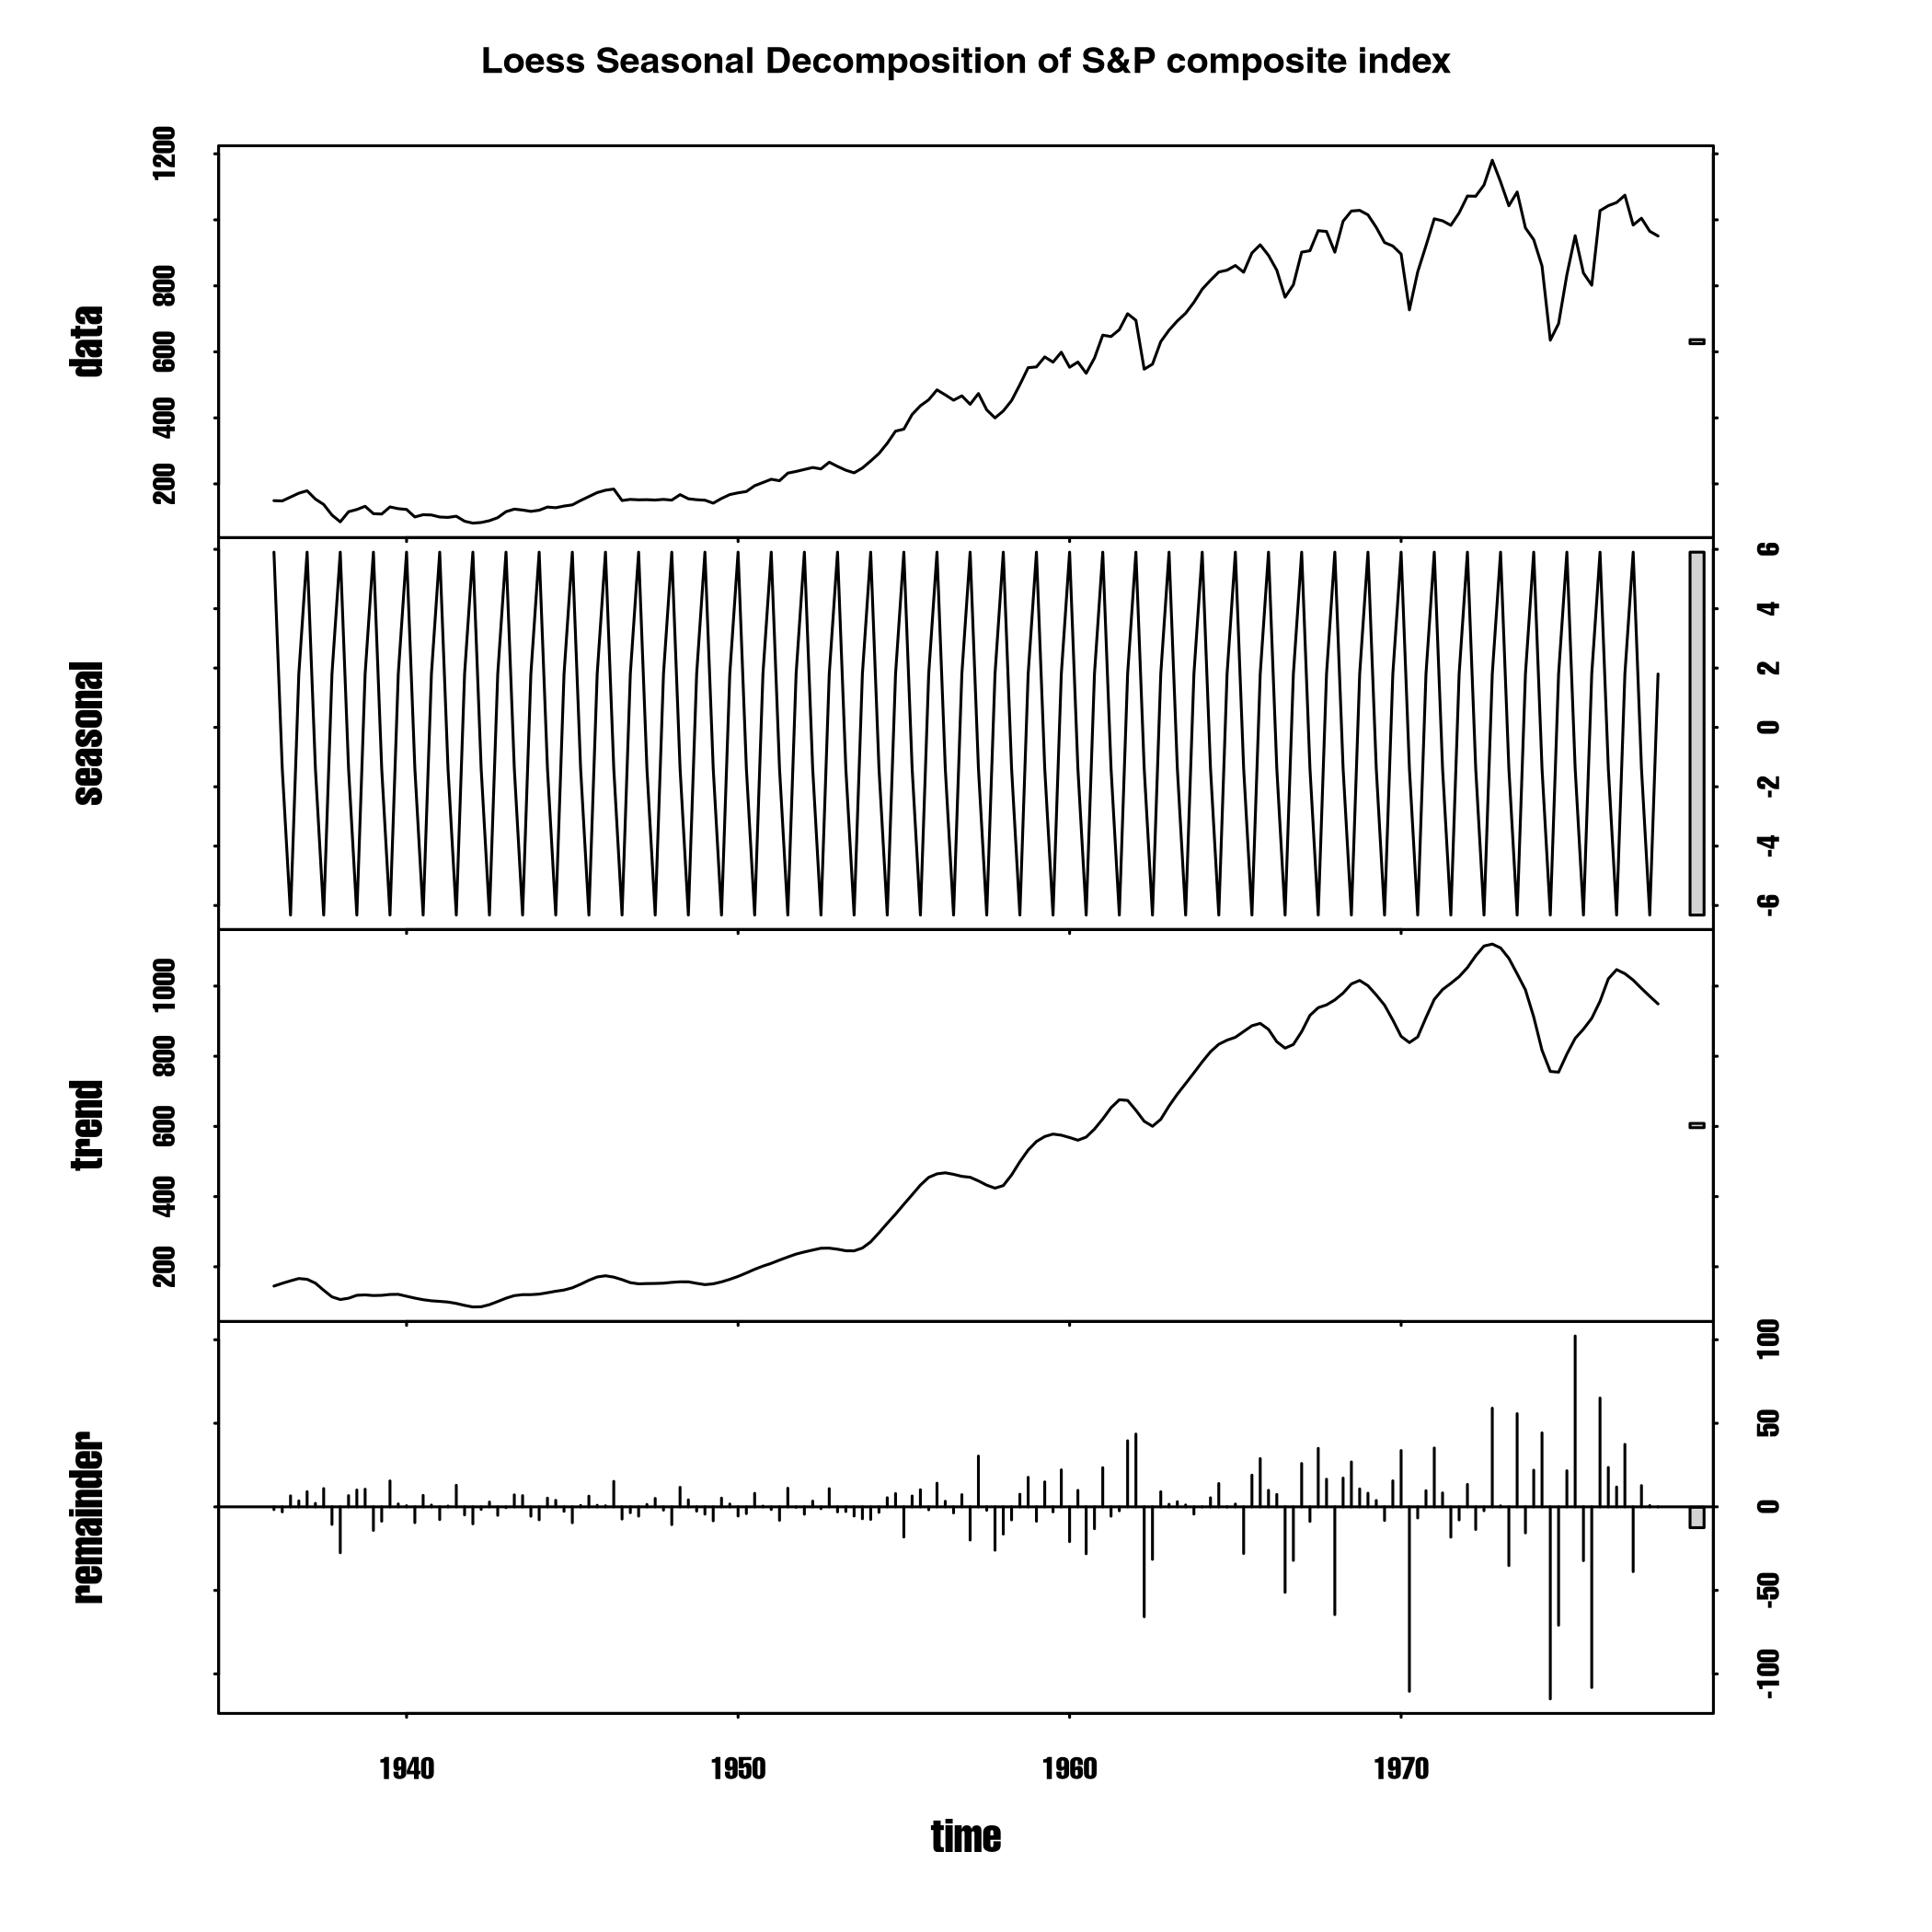 Loess Seasonal Decomposition of S&P composite index
data
200 400 600 800 1200
seasonal
-6 -4 -2 0 2 4 6
trend
200 400 600 800 1000
remainder
-100 -50 0 50 100
1940 1950 1960 1970
time